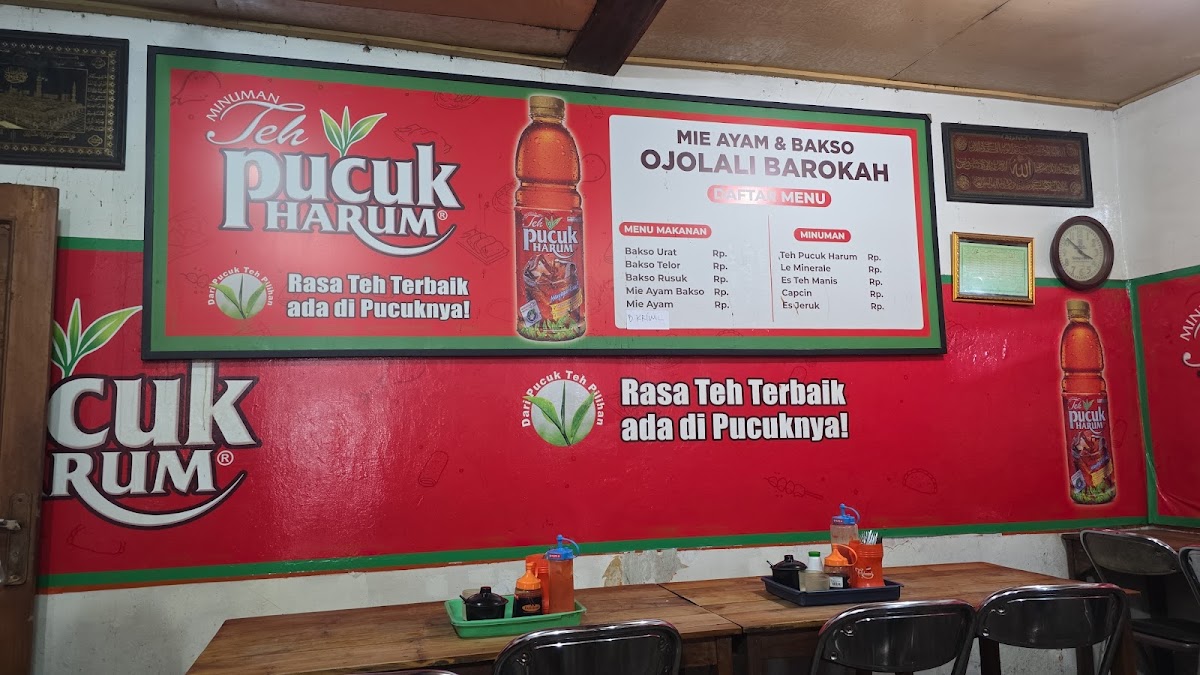 MINUMAN
Teh
pucuk
HARUM®
Dari Pucuk Teh Pilihan
Rasa Teh Terbaik
ada di Pucuknya!
Teh
pucuk
HARUM
MIE AYAM & BAKSO
OJOLALI BAROKAH
DAFTAR MENU
MENU MAKANAN
Bakso Urat Rp.
Bakso Telor Rp.
Bakso Rusuk Rp.
Mie Ayam Bakso Rp.
Mie Ayam Rp.
MINUMAN
Teh Pucuk Harum Rp.
Le Minerale Rp.
Es Teh Manis Rp.
Capcin Rp.
Es Jeruk Rp.
cuk
ARUM®
Dari Pucuk Teh Pilihan
Rasa Teh Terbaik
ada di Pucuknya!
Teh
pucuk
HARUM
الله